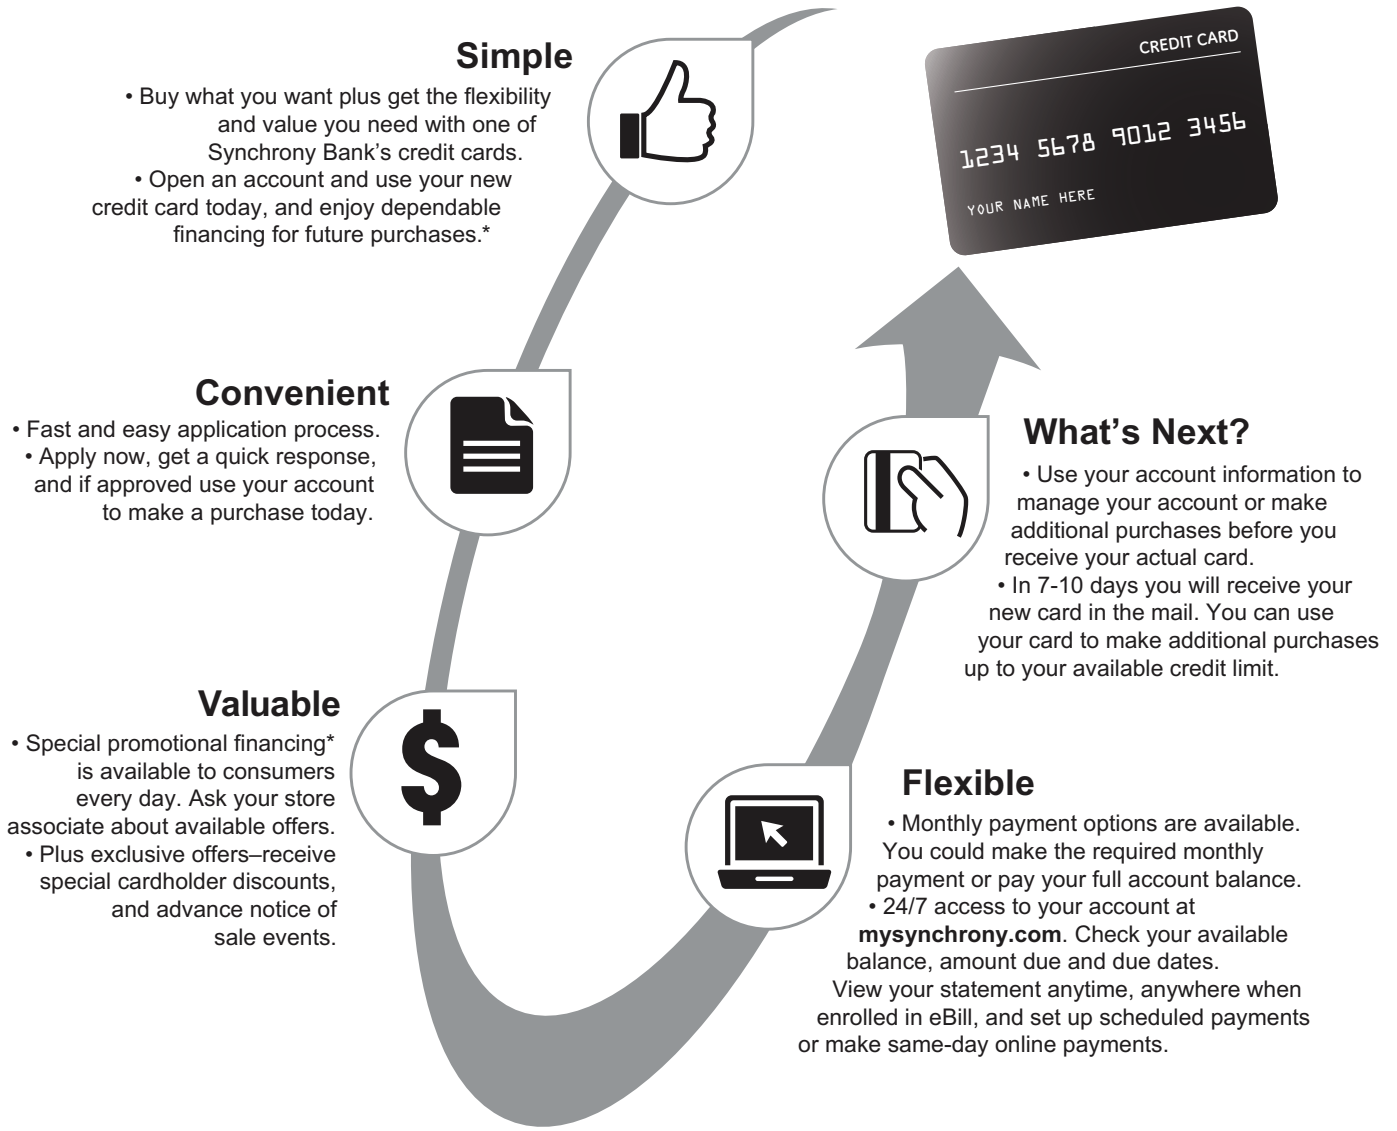 Simple
• Buy what you want plus get the flexibility
and value you need with one of
Synchrony Bank’s credit cards.
• Open an account and use your new
credit card today, and enjoy dependable
financing for future purchases.*
CREDIT CARD
1234 5678 9012 3456
YOUR NAME HERE
Convenient
• Fast and easy application process.
• Apply now, get a quick response,
and if approved use your account
to make a purchase today.
Valuable
• Special promotional financing*
is available to consumers
every day. Ask your store
associate about available offers.
• Plus exclusive offers–receive
special cardholder discounts,
and advance notice of
sale events.
Flexible
• Monthly payment options are available.
You could make the required monthly
payment or pay your full account balance.
• 24/7 access to your account at
mysynchrony.com. Check your available
balance, amount due and due dates.
View your statement anytime, anywhere when
enrolled in eBill, and set up scheduled payments
or make same-day online payments.
What’s Next?
• Use your account information to
manage your account or make
additional purchases before you
receive your actual card.
• In 7-10 days you will receive your
new card in the mail. You can use
your card to make additional purchases
up to your available credit limit.